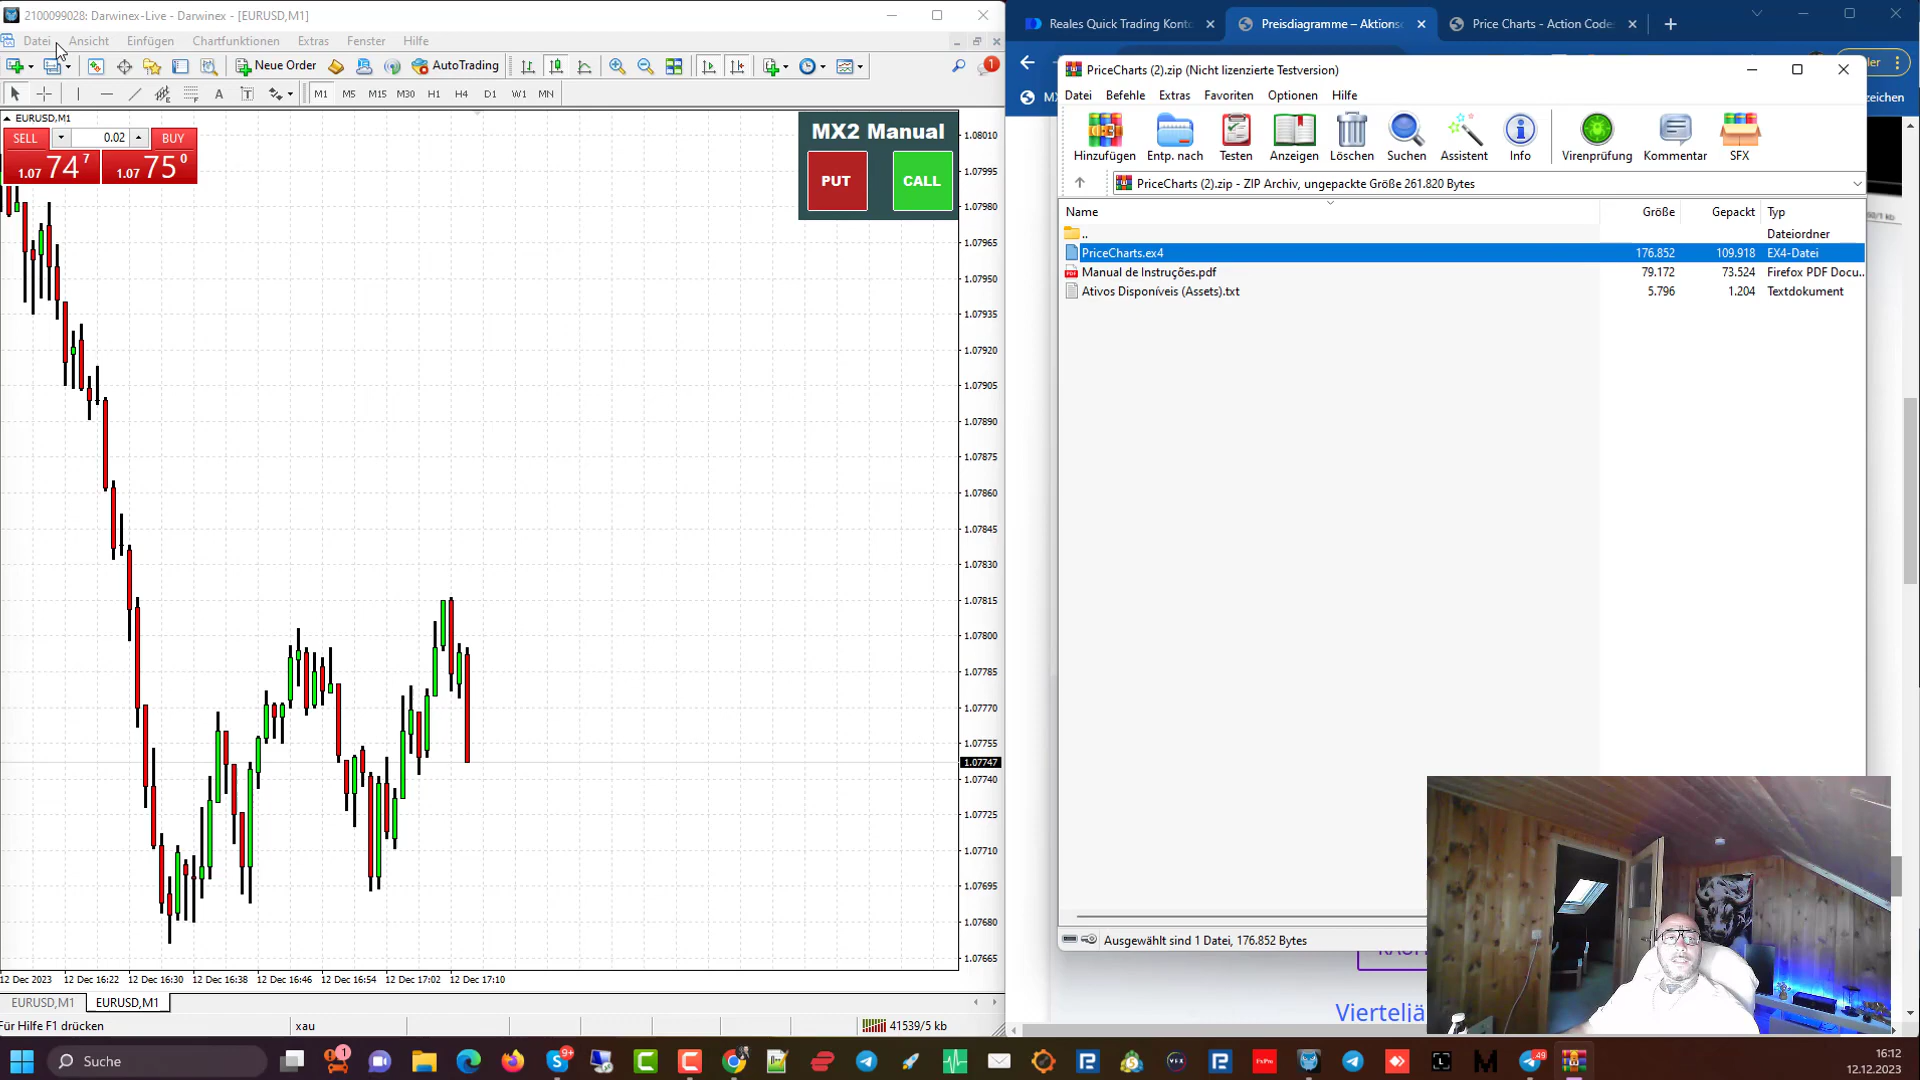 2100099028: Darwinex-Live - Darwinex - [EURUSD,M1]
Datei Ansicht Einfügen Chartfunktionen Extras Fenster Hilfe
Neue Order AutoTrading 1
A T M1 M5 M15 M30 H1 H4 D1 W1 MN
EURUSD,M1
SELL 0.02 BUY
1.07 74 7 1.07 75 0
MX2 Manual
PUT CALL
1.08010
1.07995
1.07980
1.07965
1.07950
1.07935
1.07920
1.07905
1.07890
1.07875
1.07860
1.07845
1.07830
1.07815
1.07800
1.07785
1.07770
1.07755
1.07747
1.07740
1.07725
1.07710
1.07695
1.07680
1.07665
12 Dec 2023 12 Dec 16:22 12 Dec 16:30 12 Dec 16:38 12 Dec 16:46 12 Dec 16:54 12 Dec 17:02 12 Dec 17:10
EURUSD,M1 EURUSD,M1
Für Hilfe F1 drücken xau 41539/5 kb
Reales Quick Trading Konto Preisdiagramme – Aktions Price Charts - Action Code
ler
MX
zeichen
PriceCharts (2).zip (Nicht lizenzierte Testversion)
Datei Befehle Extras Favoriten Optionen Hilfe
Hinzufügen Entp. nach Testen Anzeigen Löschen Suchen Assistent Info Virenprüfung Kommentar SFX
PriceCharts (2).zip - ZIP Archiv, ungepackte Größe 261.820 Bytes
Name Größe Gepackt Typ
.. Dateiordner
PriceCharts.ex4 176.852 109.918 EX4-Datei
Manual de Instruções.pdf 79.172 73.524 Firefox PDF Docu...
Ativos Disponíveis (Assets).txt 5.796 1.204 Textdokument
Ausgewählt sind 1 Datei, 176.852 Bytes
Vierteljä
Suche
1 9+ VFX FxPro L 49
16:12
12.12.2023